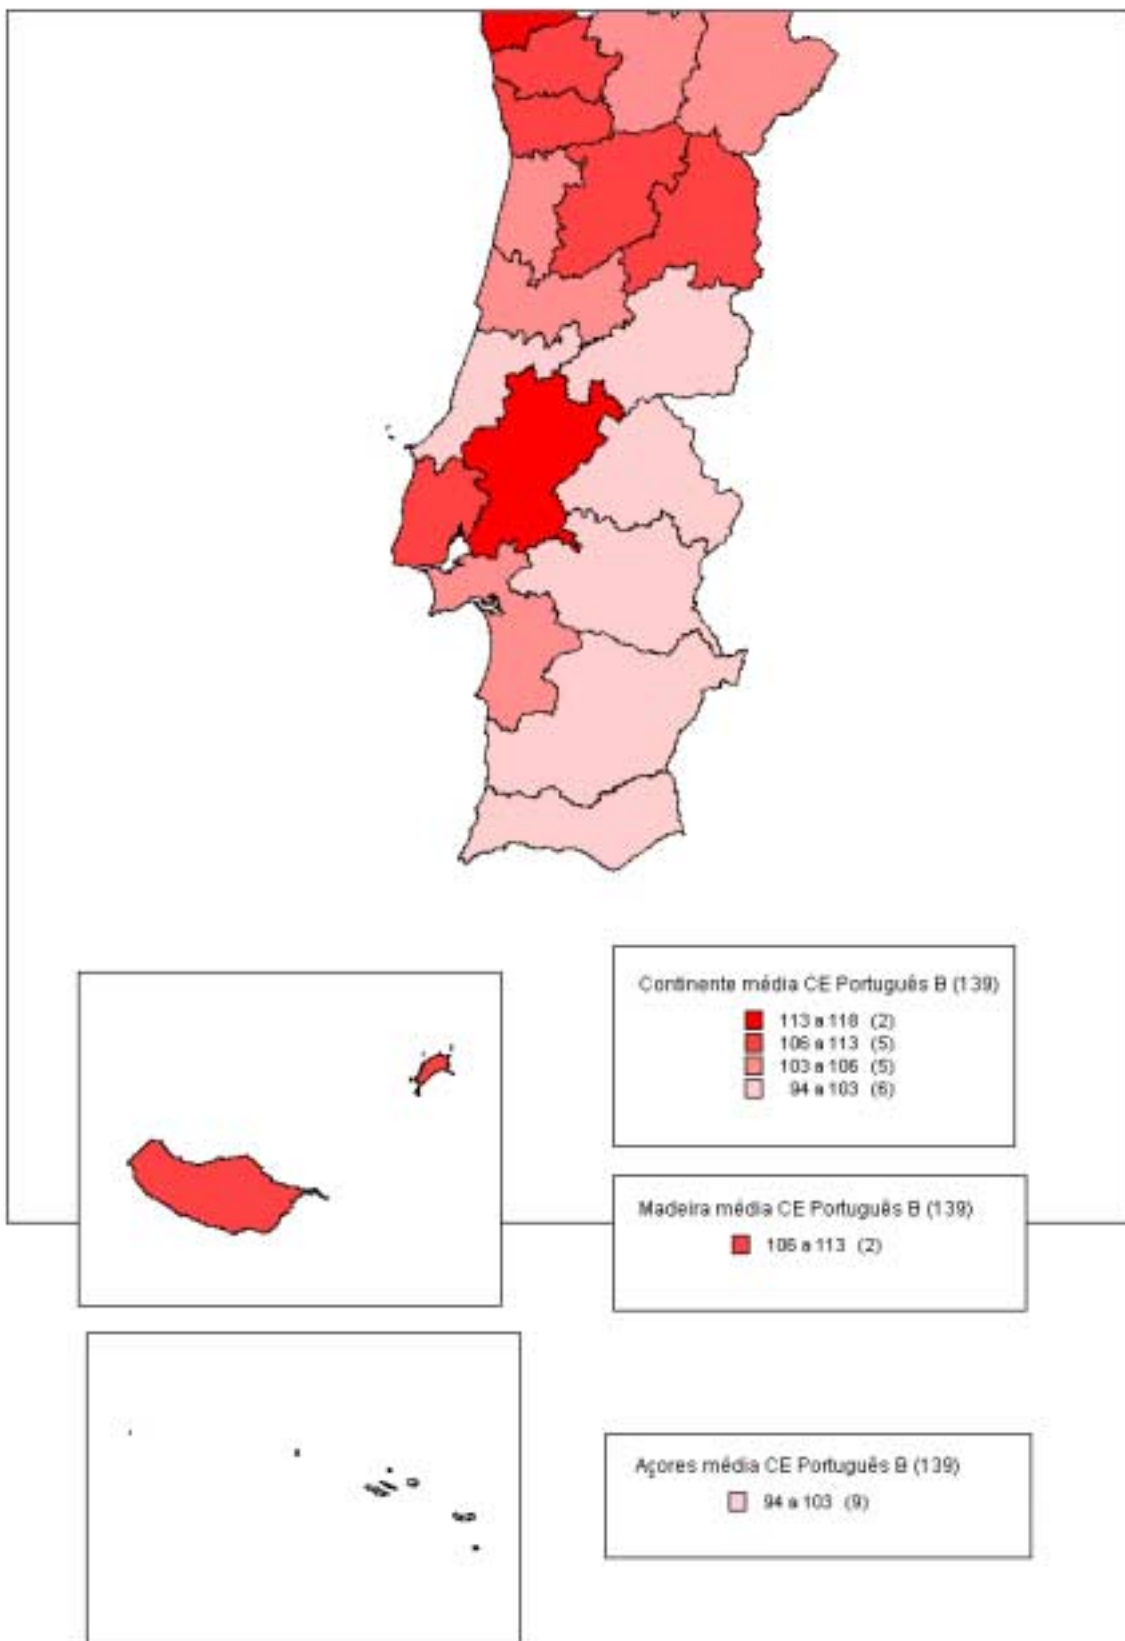 Continente média CE Português B (139)
113 a 118 (2)
106 a 113 (5)
103 a 106 (5)
94 a 103 (6)
Madeira média CE Português B (139)
106 a 113 (2)
Açores média CE Português B (139)
94 a 103 (9)